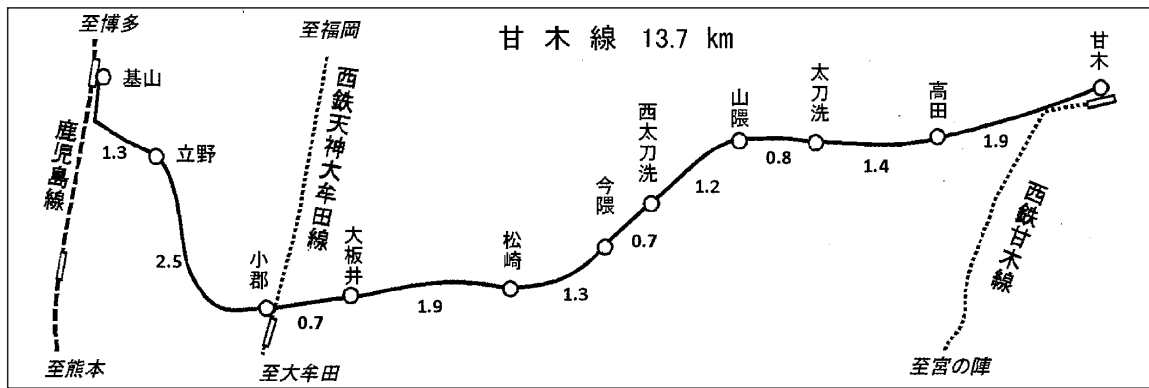 至博多
至福岡
甘木線 13.7 km
甘木
基山
太刀洗
高田
山隈
西鉄天神大牟田線
西太刀洗
鹿児島線
1.3
立野
0.8
1.4
1.9
今隈
1.2
西鉄甘木線
0.7
2.5
小郡
大板井
松崎
0.7
1.9
1.3
至熊本
至大牟田
至宮の陣